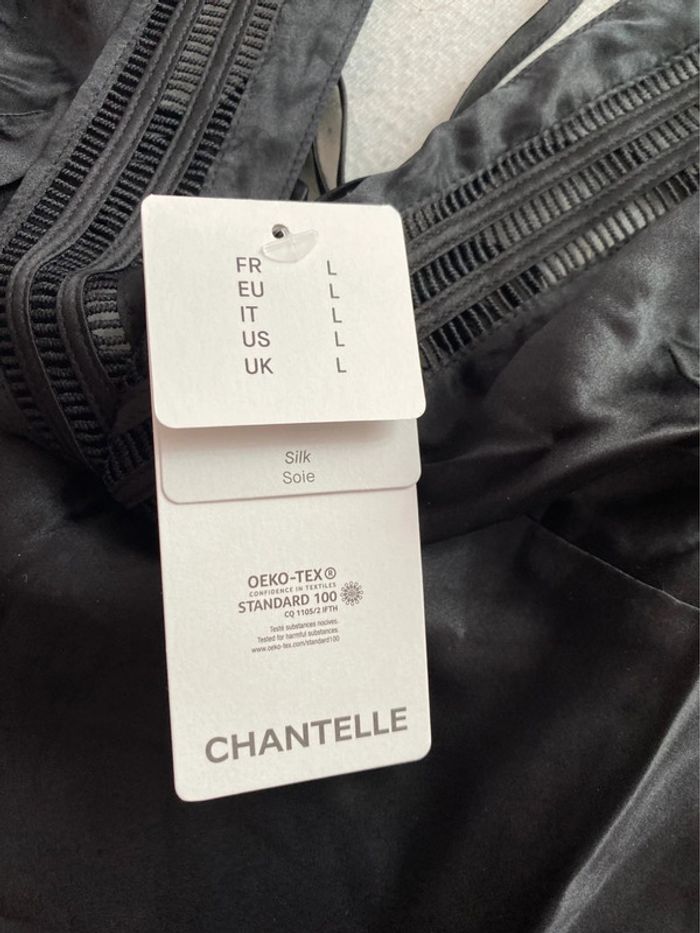 FR L
EU L
IT L
US L
UK L
Silk
Soie
OEKO-TEX®
CONFIDENCE IN TEXTILES
STANDARD 100
CQ 1105/2 IFTH
Testé substances nocives.
Tested for harmful substances.
www.oeko-tex.com/standard100
CHANTELLE